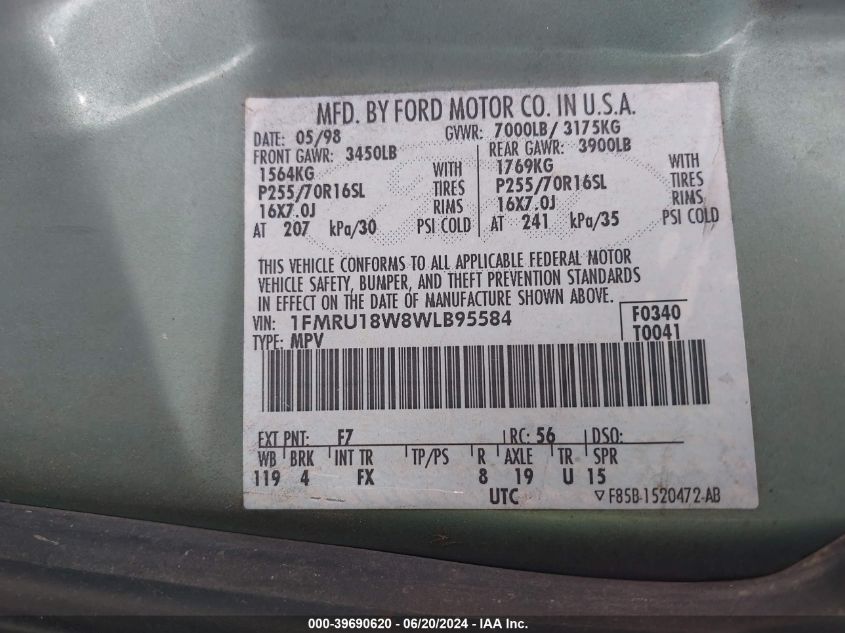 MFD. BY FORD MOTOR CO. IN U.S.A.
DATE: 05/98 GVWR: 7000LB/ 3175KG
FRONT GAWR: 3450LB REAR GAWR: 3900LB
1564KG WITH 1769KG WITH
P255/70R16SL TIRES P255/70R16SL TIRES
16X7.0J RIMS 16X7.0J RIMS
AT 207 kPa/30 PSI COLD AT 241 kPa/35 PSI COLD
THIS VEHICLE CONFORMS TO ALL APPLICABLE FEDERAL MOTOR
VEHICLE SAFETY, BUMPER, AND THEFT PREVENTION STANDARDS
IN EFFECT ON THE DATE OF MANUFACTURE SHOWN ABOVE.
VIN: 1FMRU18W8WLB95584 F0340
TYPE: MPV T0041
EXT PNT: F7 RC: 56 DSO:
WB BRK INT TR TP/PS R AXLE TR SPR
119 4 FX 8 19 U 15
UTC ▽ F85B-1520472-AB
000-39690620 - 06/20/2024 - IAA Inc.